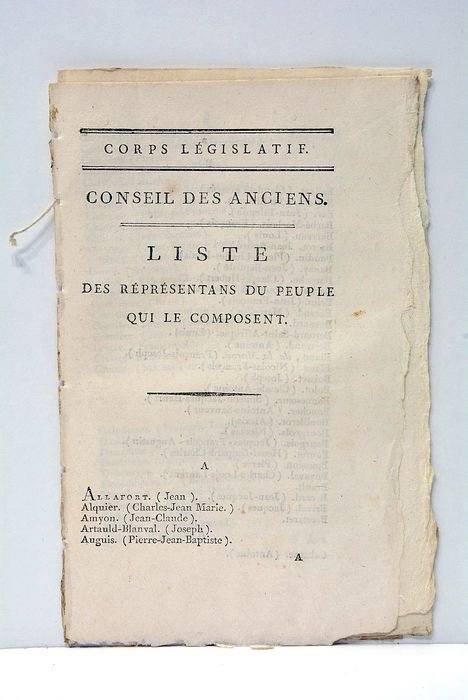 CORPS LÉGISLATIF.
CONSEIL DES ANCIENS.
LISTE
DES RÉPRÉSENTANS DU PEUPLE
QUI LE COMPOSENT.
A
ALLAFORT. ( Jean ).
Alquier. ( Charles-Jean Marie. )
Amyon. ( Jean-Claude ).
Artauld-Blanval. ( Joseph ).
Auguis. ( Pierre-Jean-Baptiste ).
A